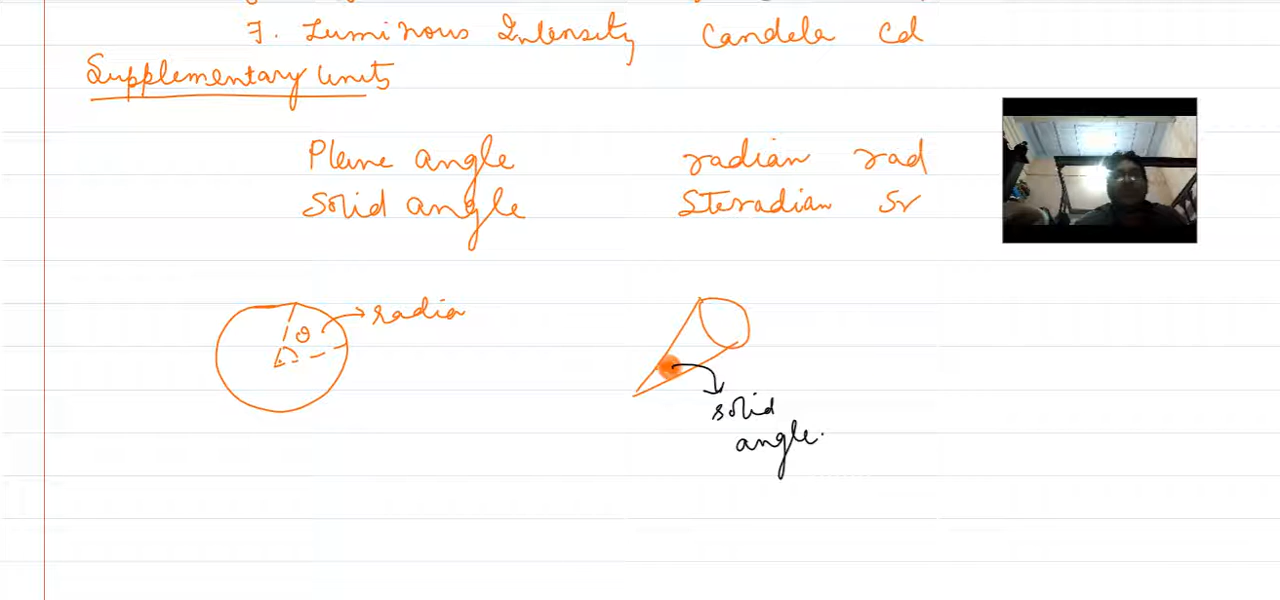 7. Luminous Intensity Candela Cd
Supplementary Units
Plane angle radian rad
Solid angle Steradian Sr
θ → radia
solid
angle.